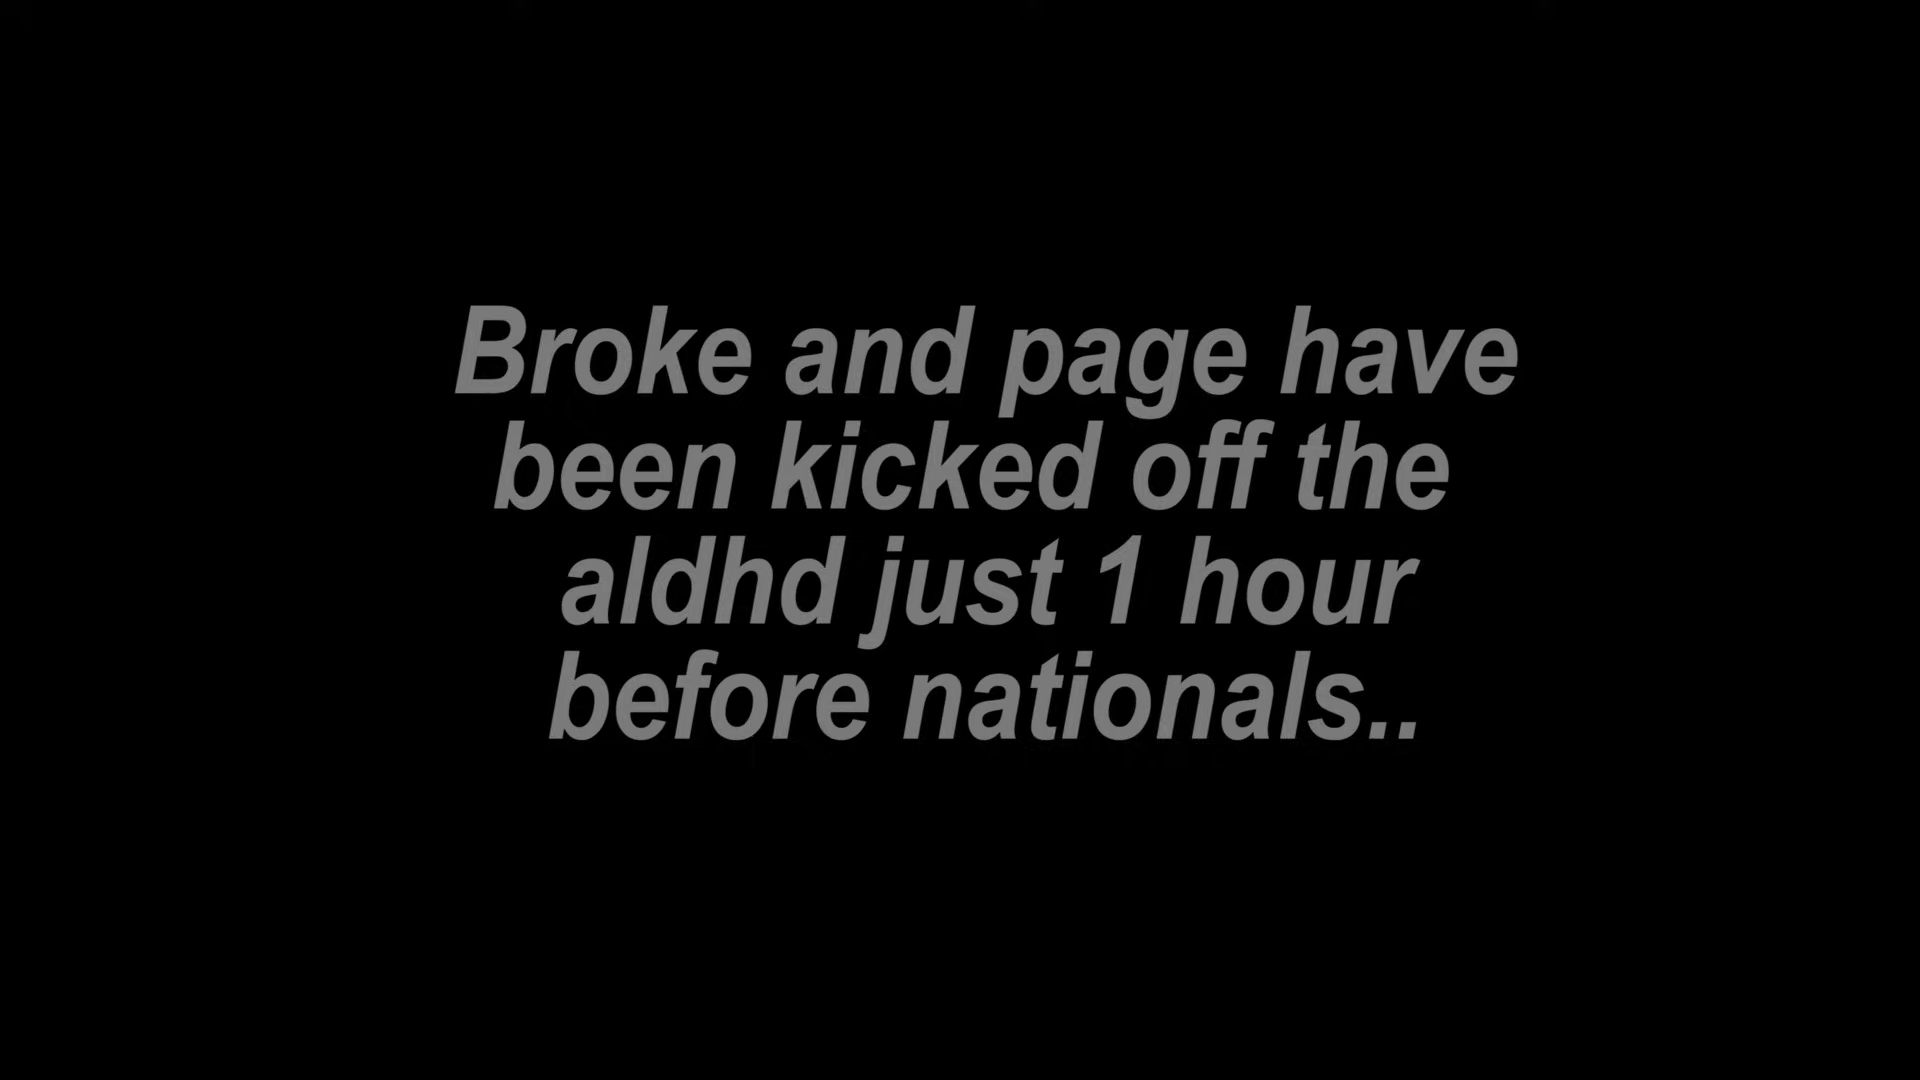 Broke and page have
been kicked off the
aldhd just 1 hour
before nationals..